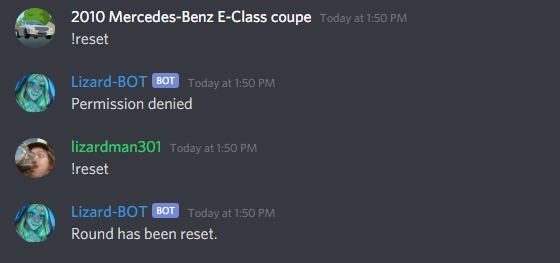 2010 Mercedes-Benz E-Class coupe Today at 1:50 PM
!reset
Lizard-BOT BOT Today at 1:50 PM
Permission denied
lizardman301 Today at 1:50 PM
!reset
Lizard-BOT BOT Today at 1:50 PM
Round has been reset.